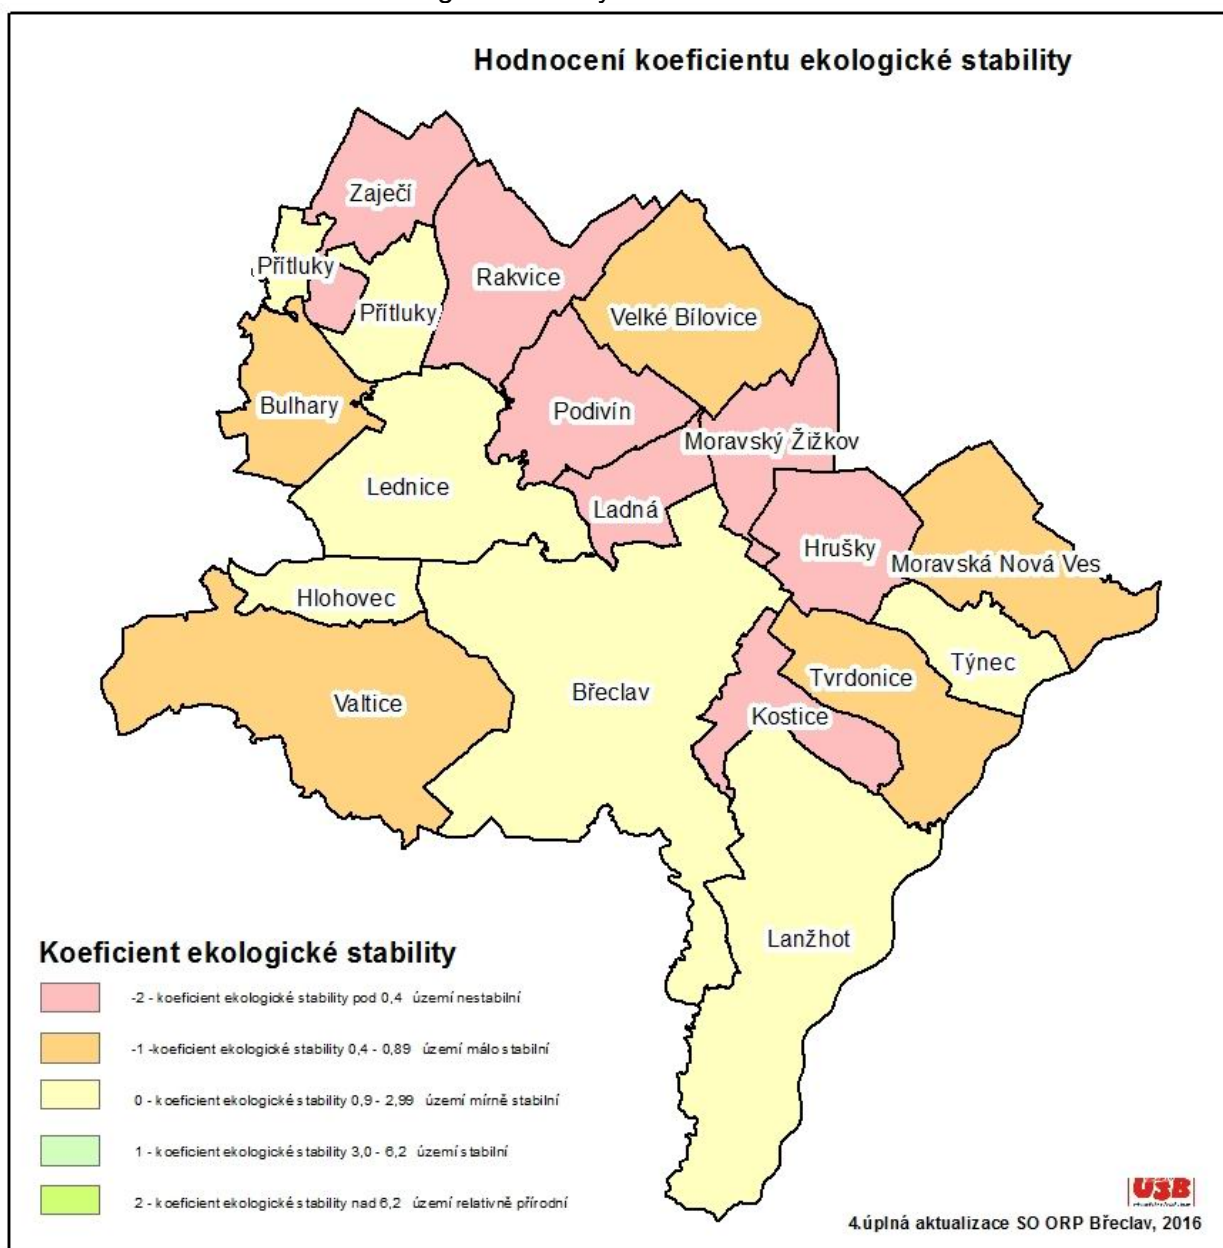 Hodnocení koeficientu ekologické stability
Zaječí
Přítluky
Rakvice
Přítluky
Velké Bílovice
Bulhary
Podivín
Moravský Žižkov
Lednice
Ladná
Hrušky
Moravská Nová Ves
Hlohovec
Týnec
Tvrdonice
Břeclav
Valtice
Kostice
Lanžhot
Koeficient ekologické stability
-2 - koeficient ekologické stability pod 0,4 území nestabilní
-1 -koeficient ekologické stability 0,4 - 0,89 území málo stabilní
0 - koeficient ekologické stability 0,9 - 2,99 území mírně stabilní
1 - koeficient ekologické stability 3,0 - 6,2 území stabilní
2 - koeficient ekologické stability nad 6,2 území relativně přírodní
USB
4.úplná aktualizace SO ORP Břeclav, 2016